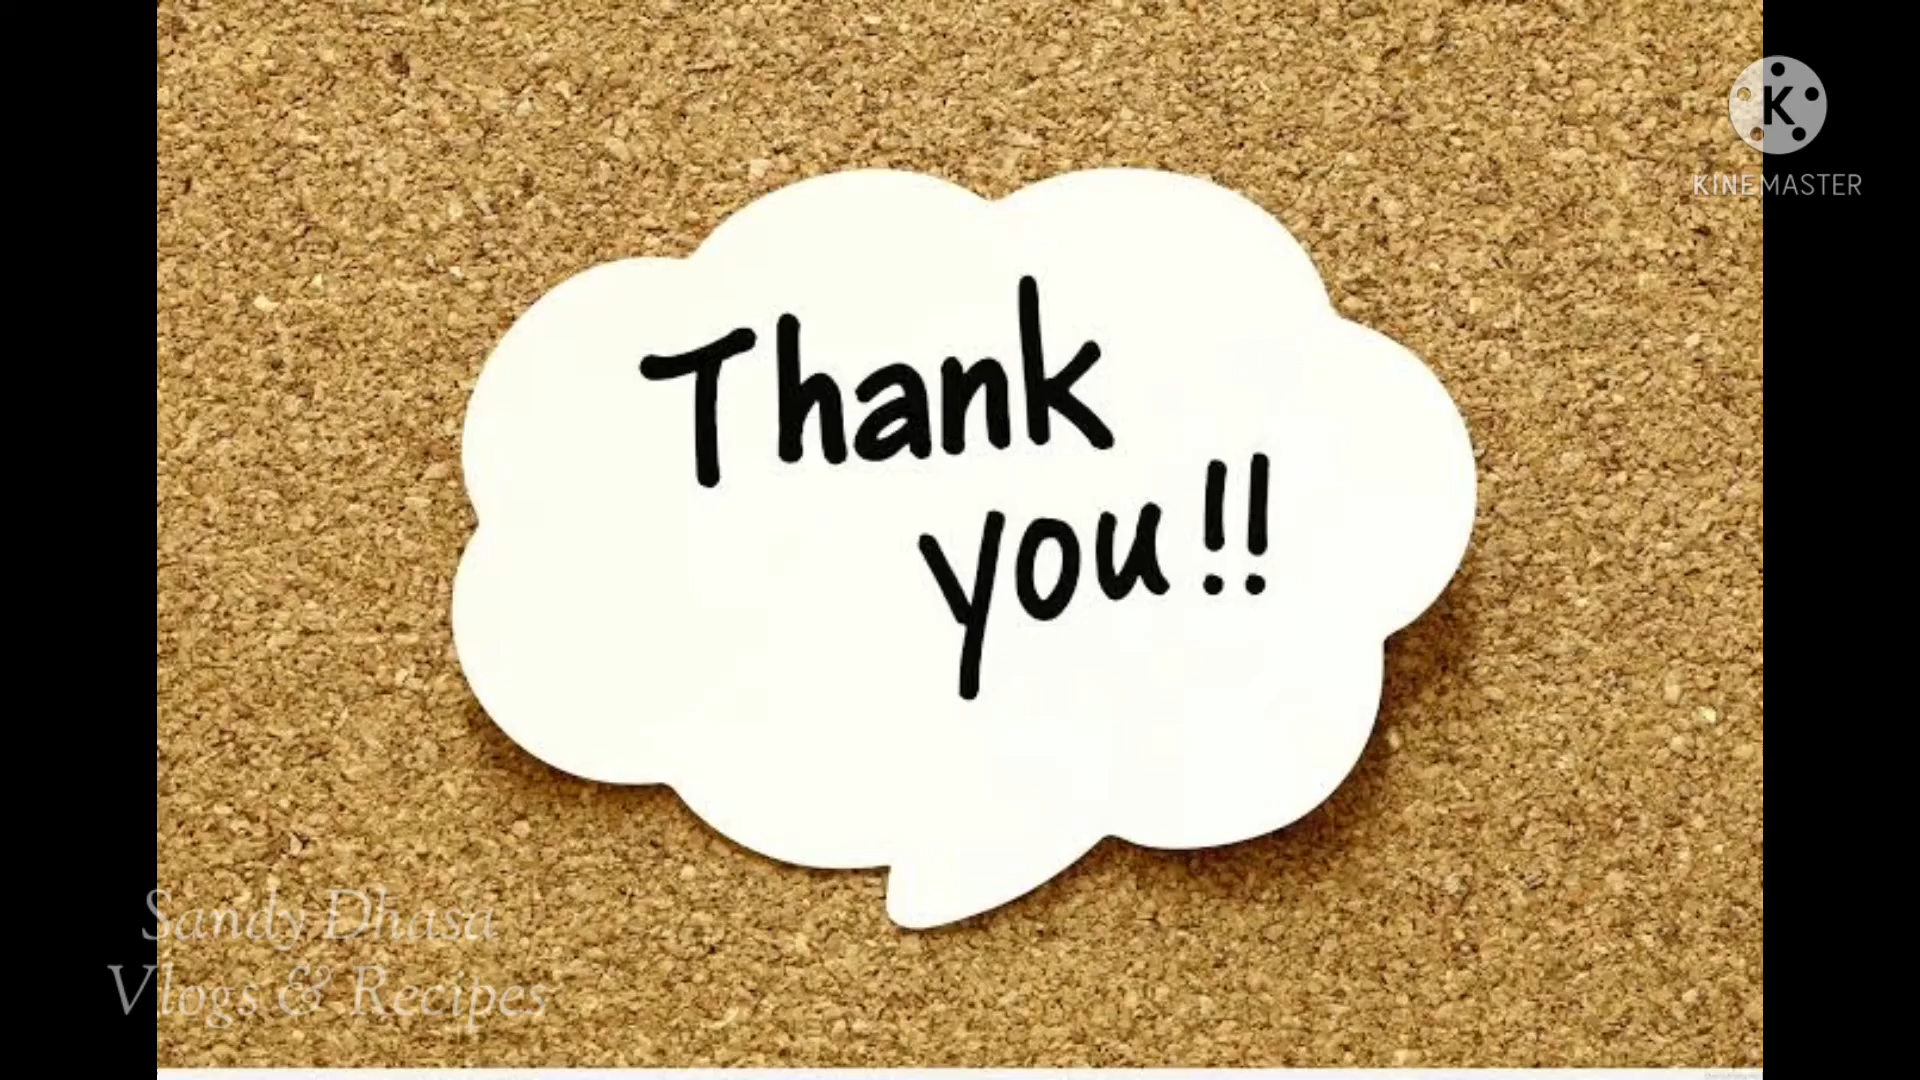 KINEMASTER
Thank
you!!
Sandy Dhasa
Vlogs & Recipes